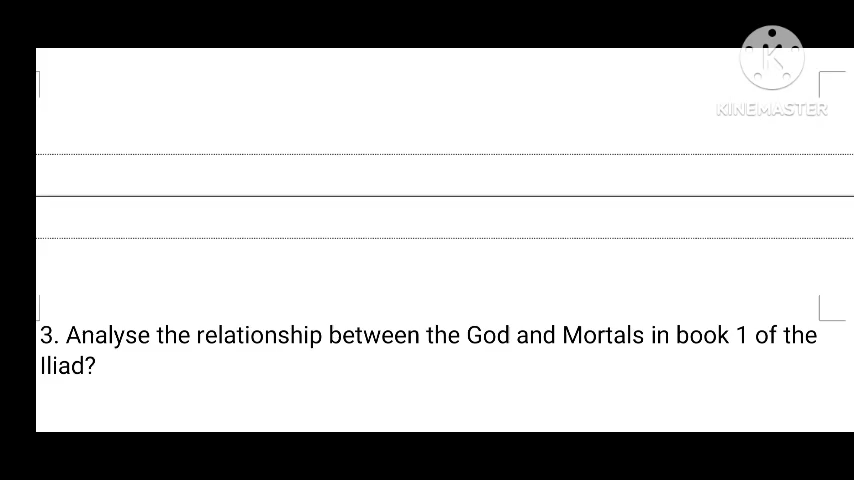 KINEMASTER
3. Analyse the relationship between the God and Mortals in book 1 of the
Iliad?